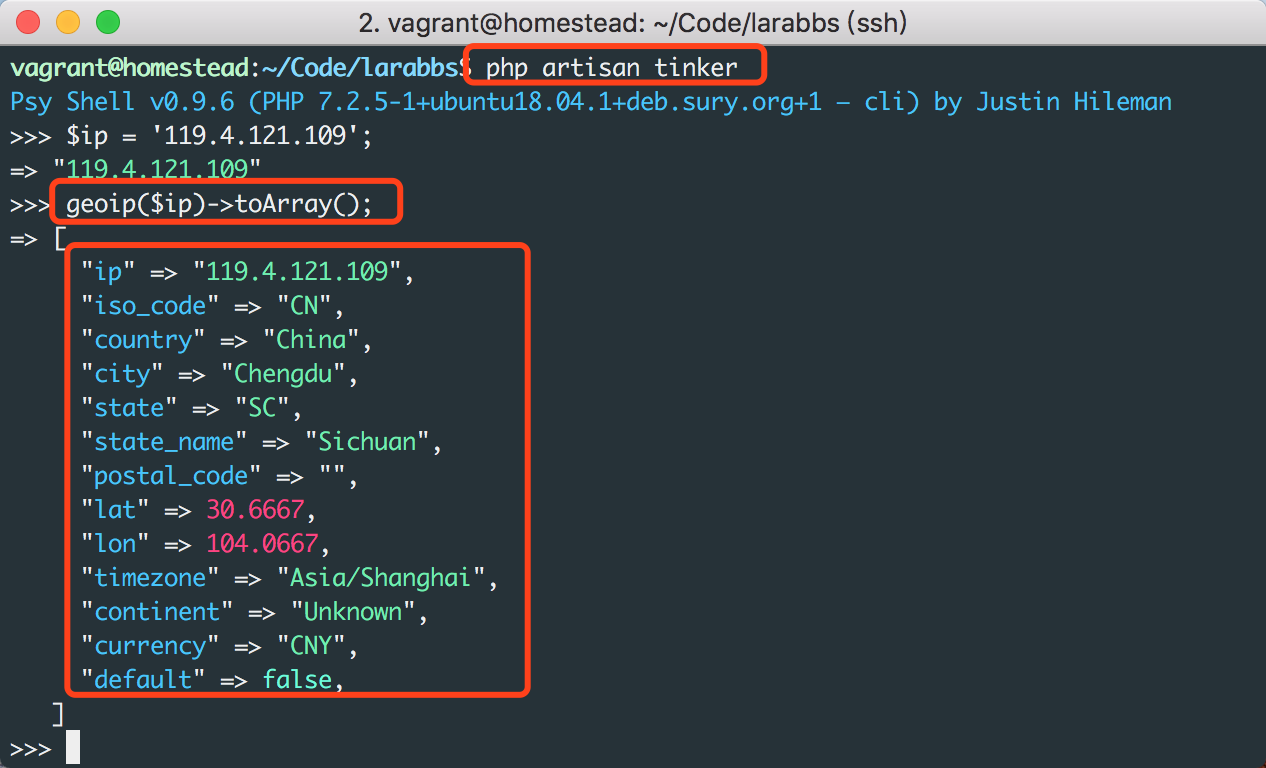 2. vagrant@homestead: ~/Code/larabbs (ssh)
vagrant@homestead:~/Code/larabbs$ php artisan tinker
Psy Shell v0.9.6 (PHP 7.2.5-1+ubuntu18.04.1+deb.sury.org+1 — cli) by Justin Hileman
>>> $ip = '119.4.121.109';
=> "119.4.121.109"
>>> geoip($ip)->toArray();
=> [
"ip" => "119.4.121.109",
"iso_code" => "CN",
"country" => "China",
"city" => "Chengdu",
"state" => "SC",
"state_name" => "Sichuan",
"postal_code" => "",
"lat" => 30.6667,
"lon" => 104.0667,
"timezone" => "Asia/Shanghai",
"continent" => "Unknown",
"currency" => "CNY",
"default" => false,
]
>>>